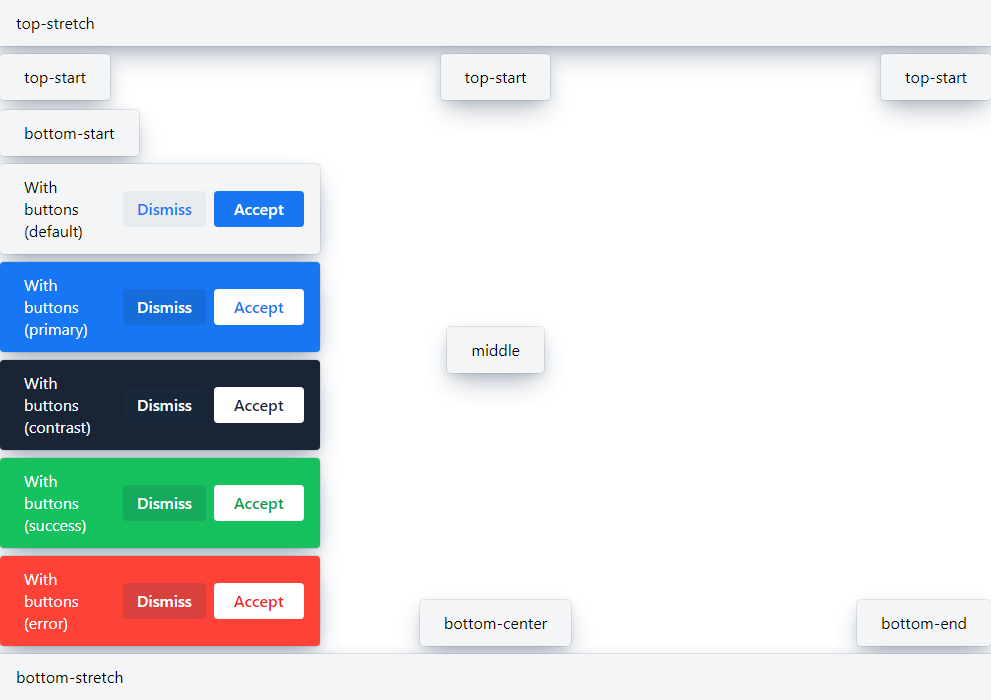 top-stretch
top-start top-start top-start
bottom-start
With
buttons
(default)
Dismiss Accept
With
buttons
(primary)
Dismiss Accept
middle
With
buttons
(contrast)
Dismiss Accept
With
buttons
(success)
Dismiss Accept
With
buttons
(error)
Dismiss Accept
bottom-center bottom-end
bottom-stretch